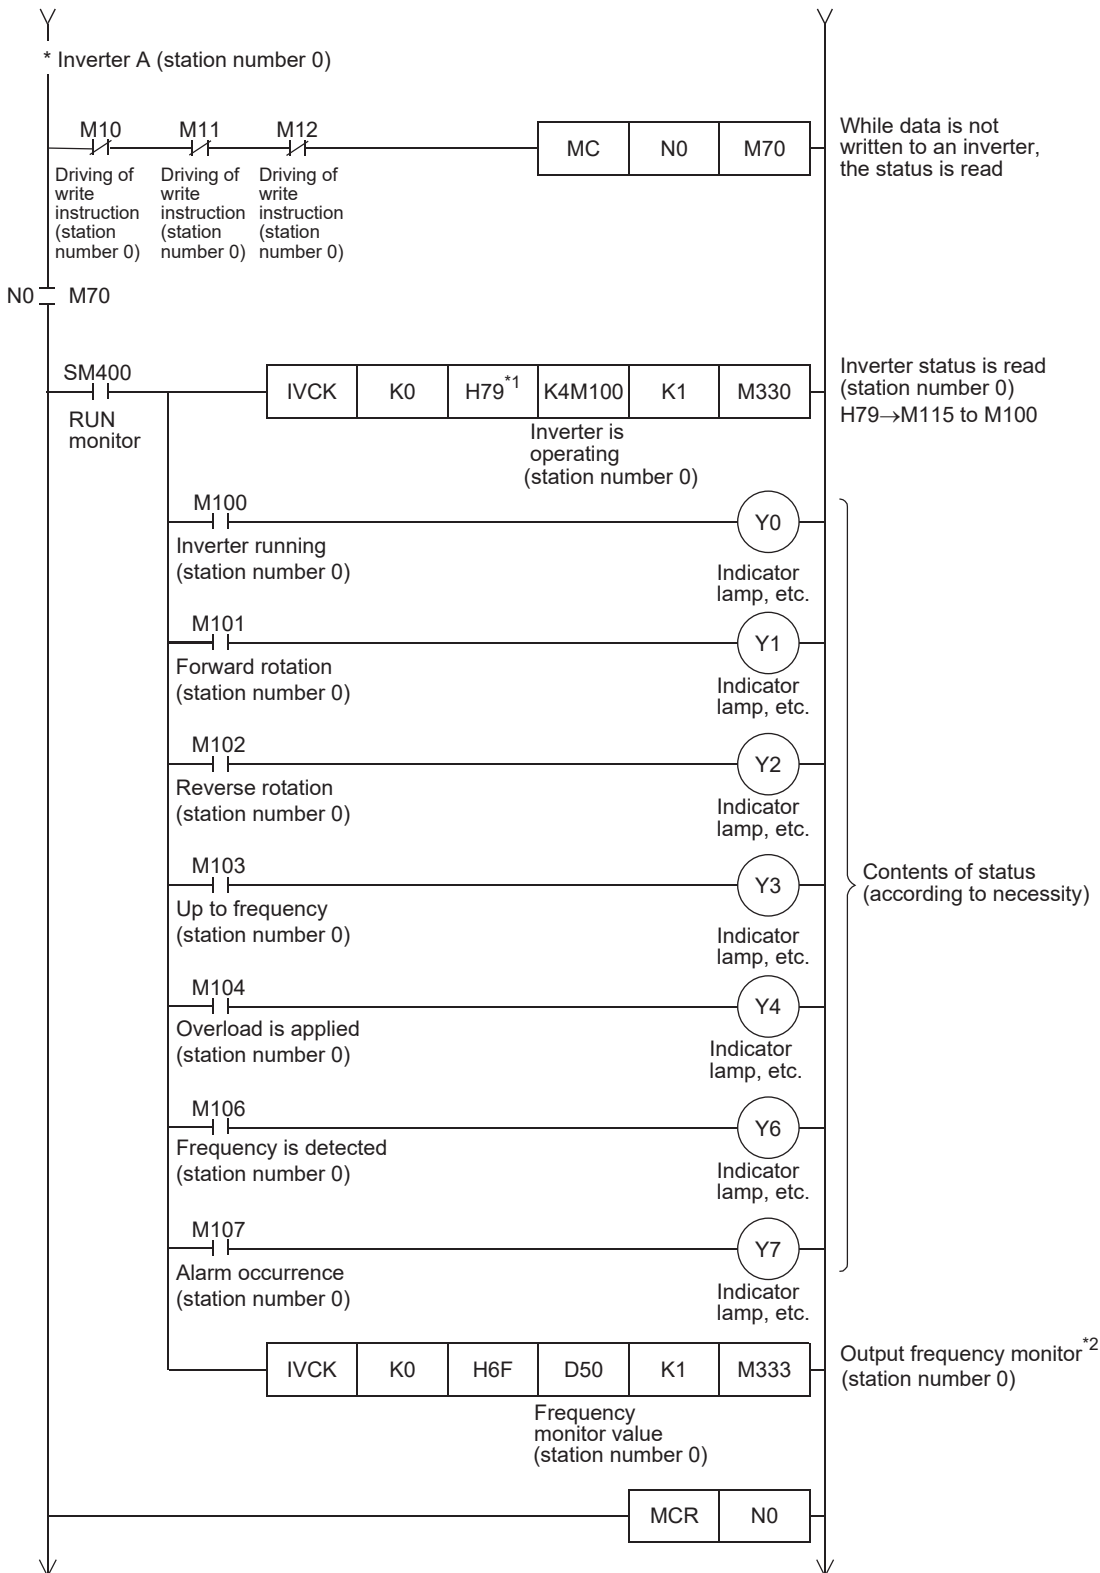 * Inverter A (station number 0)
M10 M11 M12
MC N0 M70
While data is not
written to an inverter,
the status is read
Driving of
write
instruction
(station
number 0)
Driving of
write
instruction
(station
number 0)
Driving of
write
instruction
(station
number 0)
N0 M70
SM400
RUN
monitor
IVCK K0 H79*1 K4M100 K1 M330
Inverter is
operating
(station number 0)
Inverter status is read
(station number 0)
H79→M115 to M100
M100
Inverter running
(station number 0)
Y0
Indicator
lamp, etc.
M101
Forward rotation
(station number 0)
Y1
Indicator
lamp, etc.
M102
Reverse rotation
(station number 0)
Y2
Indicator
lamp, etc.
M103
Up to frequency
(station number 0)
Y3
Indicator
lamp, etc.
Contents of status
(according to necessity)
M104
Overload is applied
(station number 0)
Y4
Indicator
lamp, etc.
M106
Frequency is detected
(station number 0)
Y6
Indicator
lamp, etc.
M107
Alarm occurrence
(station number 0)
Y7
Indicator
lamp, etc.
IVCK K0 H6F D50 K1 M333
Frequency
monitor value
(station number 0)
Output frequency monitor*2
(station number 0)
MCR N0